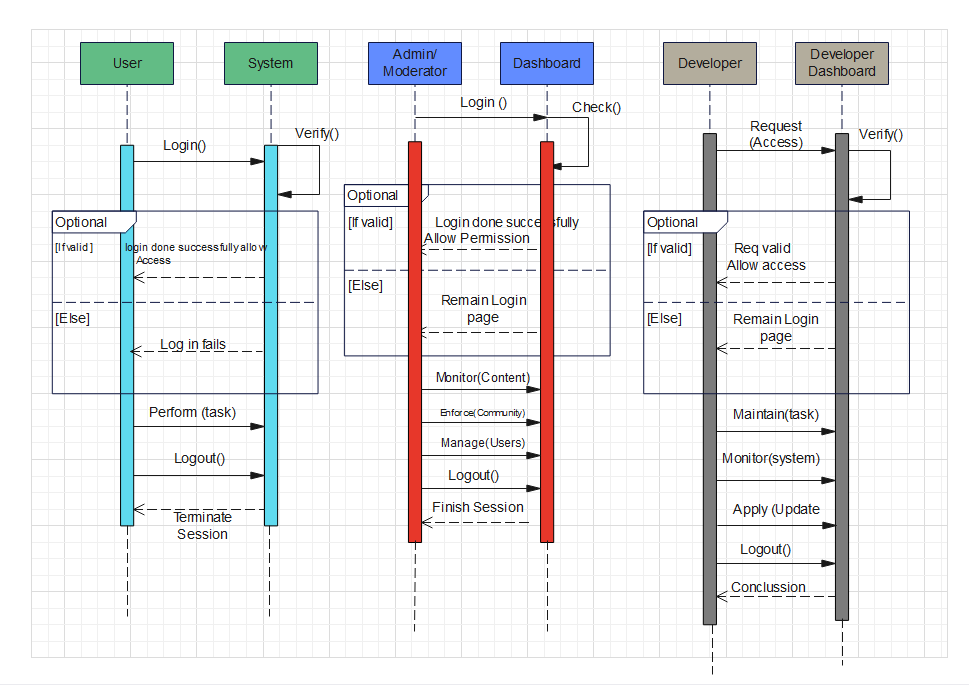 User
System
Login()
Verify()
Optional
[If valid ]
login done successfully allow
Access
[Else]
Log in fails
Perform (task)
Logout()
Terminate
Session
Admin/
Moderator
Dashboard
Login ()
Check()
Optional
[If valid]
Login done successfully
Allow Permission
[Else]
Remain Login
page
Monitor(Content)
Enforce(Community)
Manage(Users)
Logout()
Finish Session
Developer
Developer
Dashboard
Request
(Access)
Verify()
Optional
[If valid]
Req valid
Allow access
[Else]
Remain Login
page
Maintain(task)
Monitor(system)
Apply (Update
Logout()
Conclussion